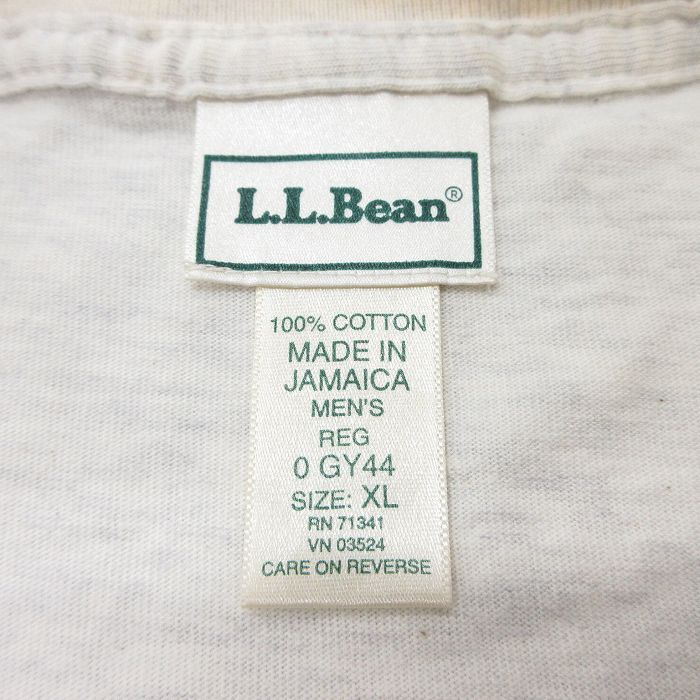 L.L.Bean®
100% COTTON
MADE IN
JAMAICA
MEN'S
REG
0 GY44
SIZE: XL
RN 71341
VN 03524
CARE ON REVERSE